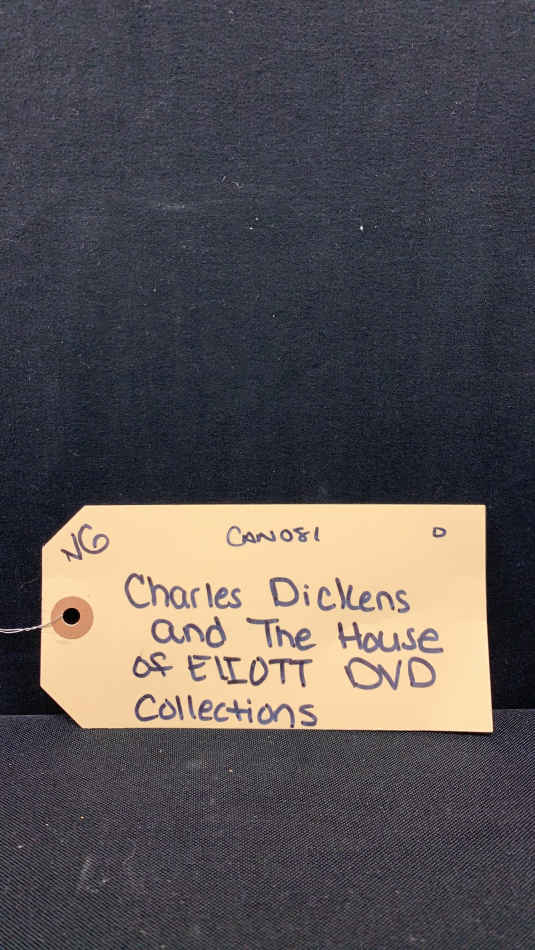 NG
CAN081 D
Charles Dickens
and The House
of ElIOTT DVD
Collections